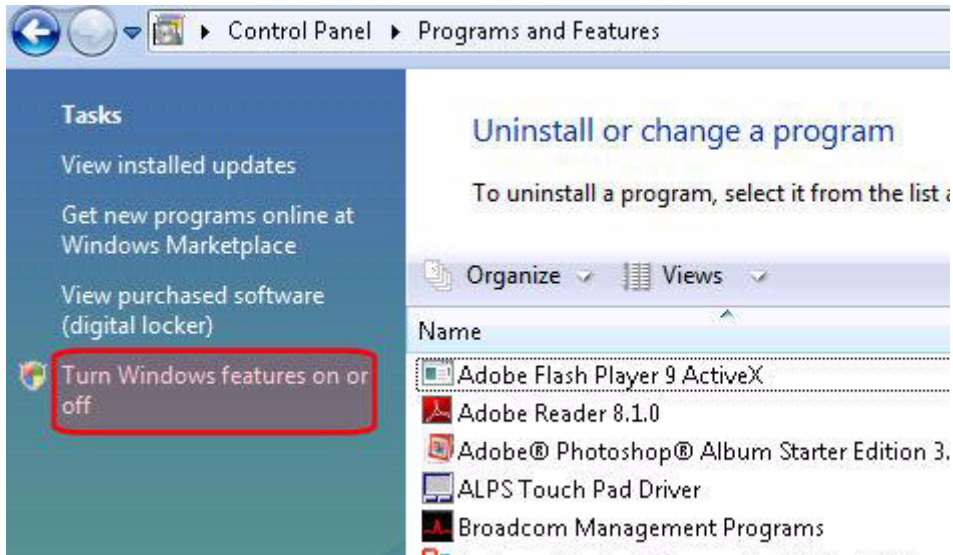 Control Panel Programs and Features
Tasks
View installed updates
Get new programs online at
Windows Marketplace
View purchased software
(digital locker)
Turn Windows features on or
off
Uninstall or change a program
To uninstall a program, select it from the list
Organize Views
Name
Adobe Flash Player 9 ActiveX
Adobe Reader 8.1.0
Adobe® Photoshop® Album Starter Edition 3.
ALPS Touch Pad Driver
Broadcom Management Programs